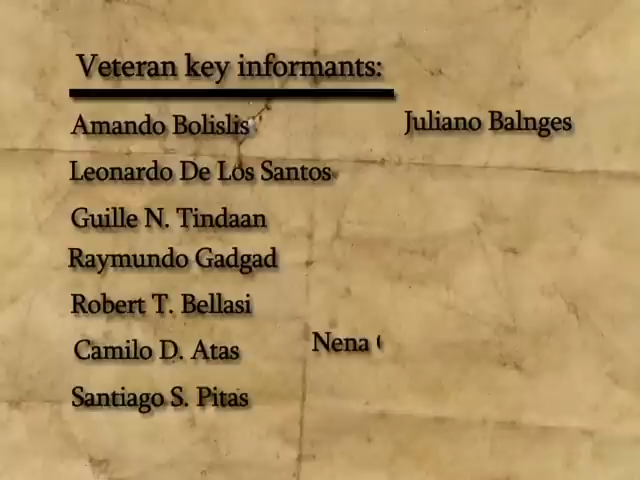 Veteran key informants:
Amando Bolislis
Leonardo De Los Santos
Guille N. Tindaan
Raymundo Gadgad
Robert T. Bellasi
Camilo D. Atas
Santiago S. Pitas
Juliano Balnges
Nena